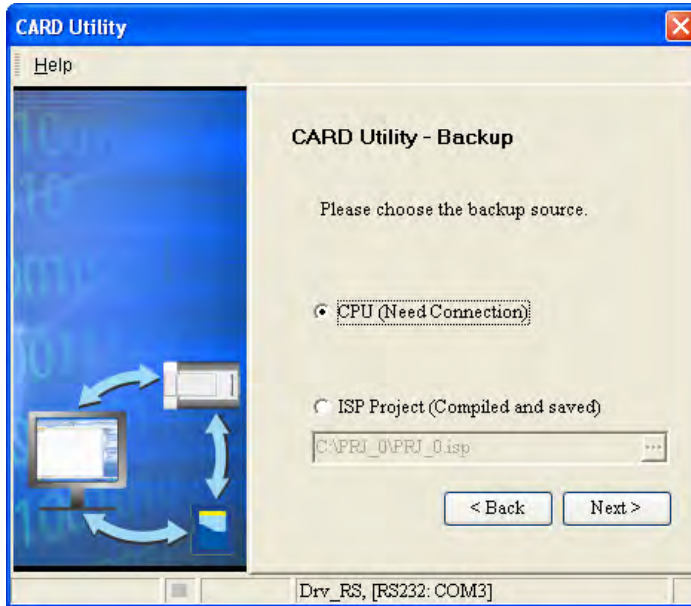 CARD Utility
Help
CARD Utility - Backup
Please choose the backup source.
CPU (Need Connection)
ISP Project (Compiled and saved)
C:\PRJ_0\PRJ_0.isp
...
< Back
Next >
Drv_RS, [RS232: COM3]